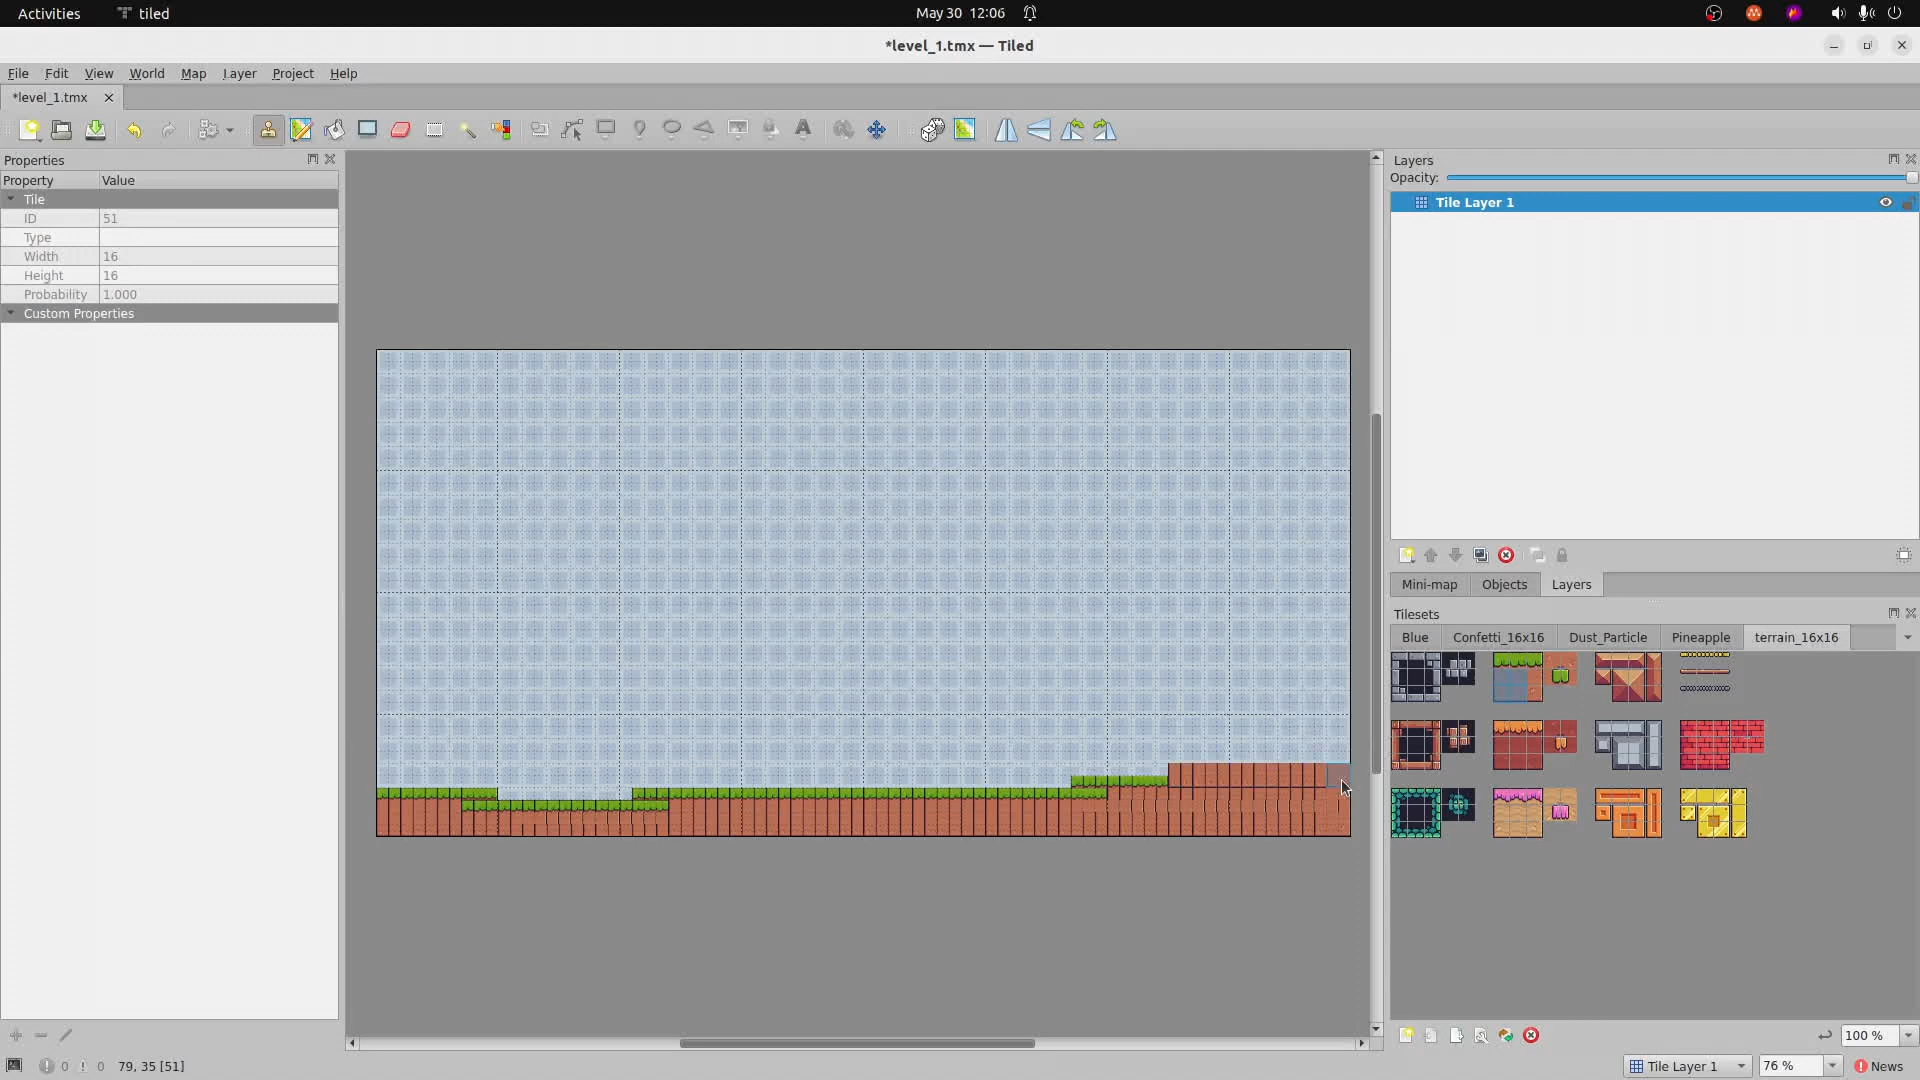 Activities tiled May 30 12:06
*level_1.tmx — Tiled
File Edit View World Map Layer Project Help
*level_1.tmx
Properties
Property Value
Tile
ID 51
Type
Width 16
Height 16
Probability 1.000
Custom Properties
Layers
Opacity:
Tile Layer 1
Mini-map Objects Layers
Tilesets
Blue Confetti_16x16 Dust_Particle Pineapple terrain_16x16
100 %
0 0 79, 35 [51]
Tile Layer 1 76 % News